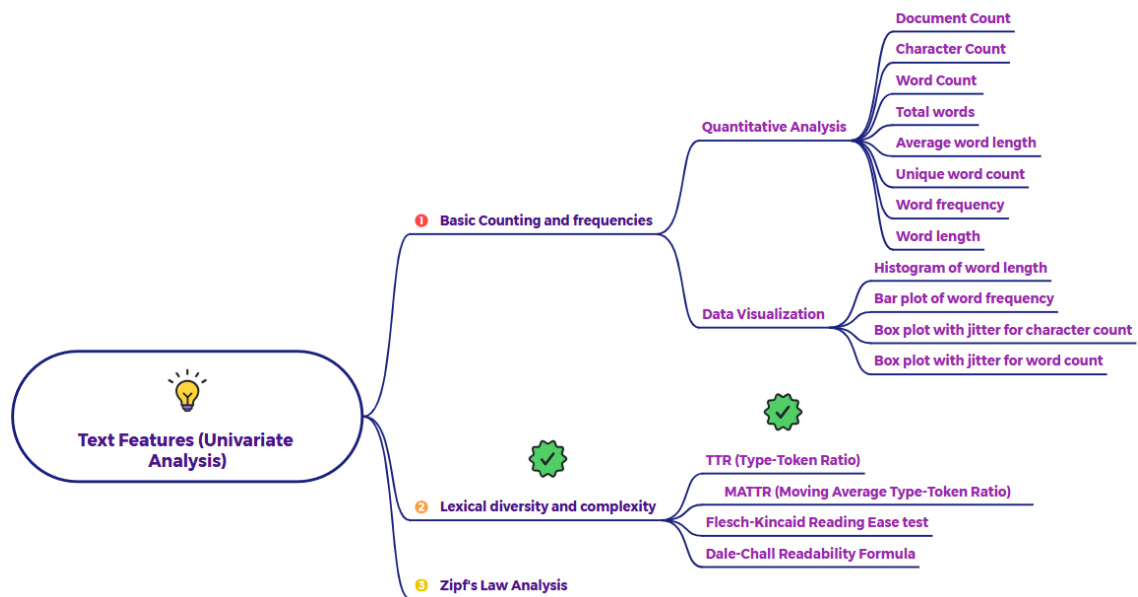 Document Count
Character Count
Word Count
Total words
Quantitative Analysis
Average word length
Unique word count
Word frequency
Word length
1 Basic Counting and frequencies
Histogram of word length
Bar plot of word frequency
Data Visualization
Box plot with jitter for character count
Box plot with jitter for word count
Text Features (Univariate
Analysis)
TTR (Type-Token Ratio)
MATTR (Moving Average Type-Token Ratio)
2 Lexical diversity and complexity
Flesch-Kincaid Reading Ease test
Dale-Chall Readability Formula
3 Zipf's Law Analysis